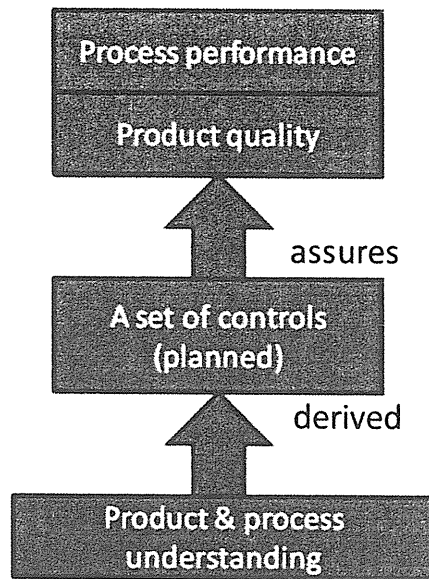 Process performance
Product quality
assures
A set of controls
(planned)
derived
Product & process
understanding